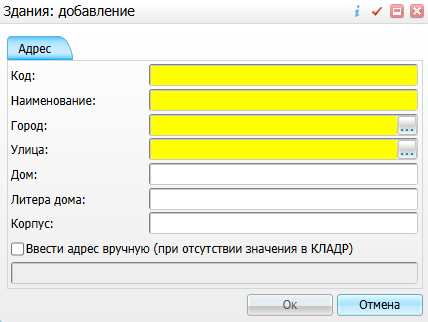 Здания: добавление
Адрес
Код:
Наименование:
Город:
...
Улица:
...
Дом:
Литера дома:
Корпус:
Ввести адрес вручную (при отсутствии значения в КЛАДР)
Ок Отмена